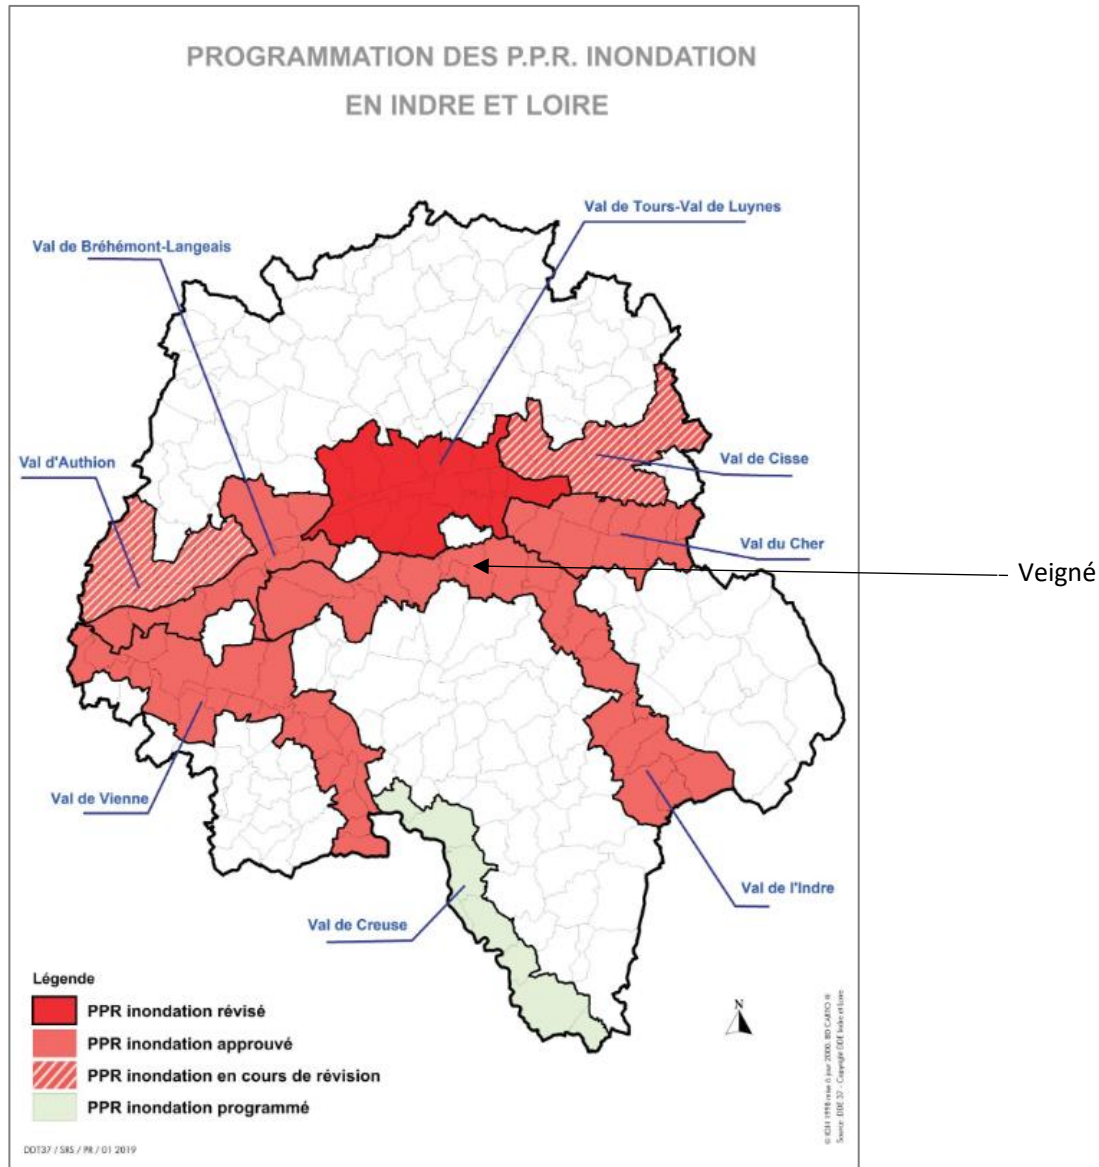 PROGRAMMATION DES P.P.R. INONDATION
EN INDRE ET LOIRE
Val de Tours-Val de Luynes
Val de Bréhémont-Langeais
Val d'Authion
Val de Cisse
Val du Cher
Veigné
Val de Vienne
Val de l'Indre
Val de Creuse
Légende
PPR inondation révisé
PPR inondation approuvé
PPR inondation en cours de révision
PPR inondation programmé
N
DDT37 / SRS / PR / 01 2019